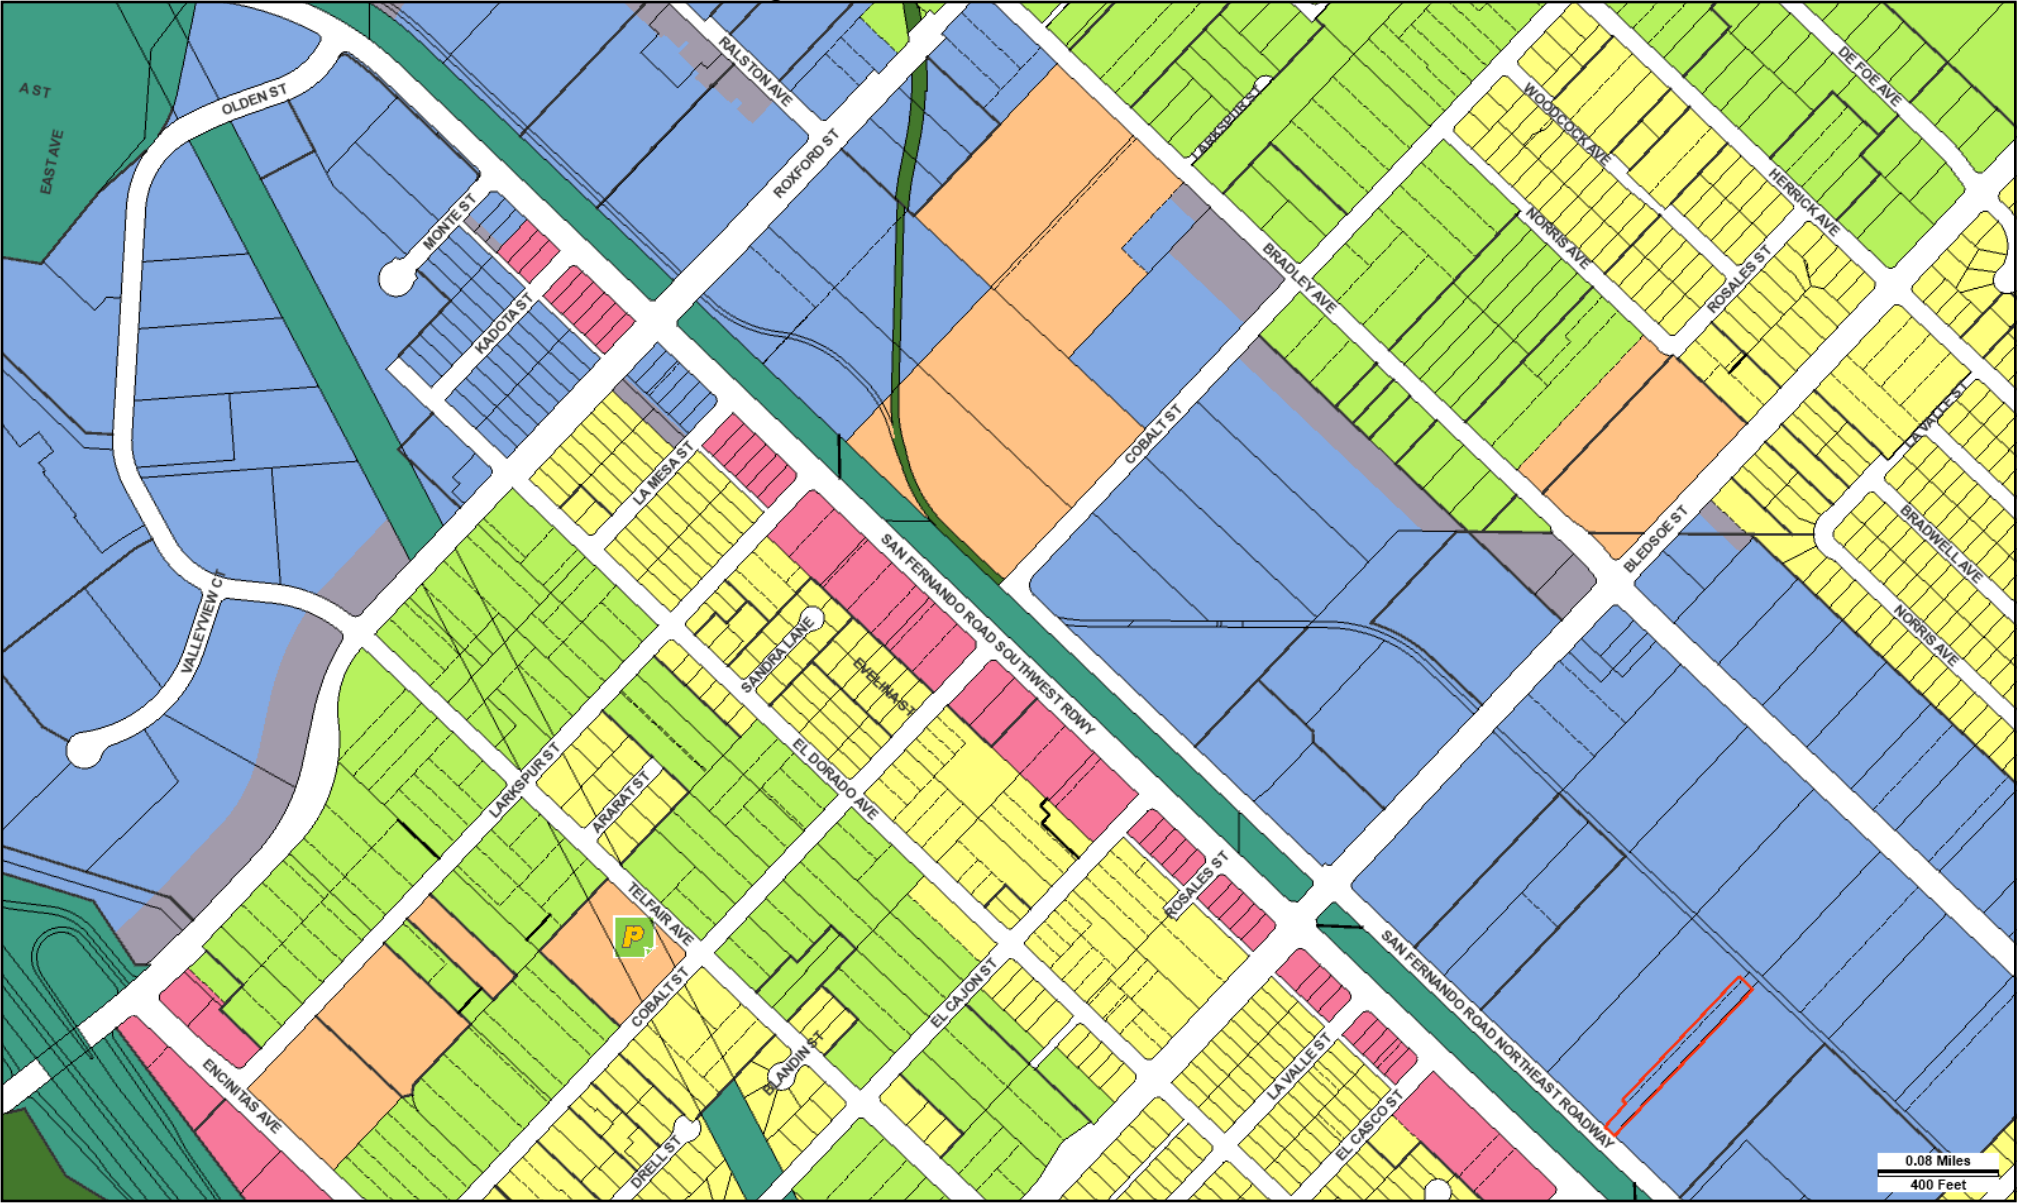 RALSTON AVE
DE FOE AVE
A ST
OLDEN ST
LARKSPUR ST
WOODCOCK AVE
EAST AVE
ROXFORD ST
HERRICK AVE
MONTE ST
NORRIS AVE
BRADLEY AVE
ROSALES ST
KADOTA ST
LA VALLE ST
COBALT ST
LA MESA ST
BLEDSOE ST
BRADWELL AVE
SAN FERNANDO ROAD SOUTHWEST RDWY
VALLEYVIEW CT
SANDRA LANE
EVELINA ST
NORRIS AVE
LARKSPUR ST
EL DORADO AVE
ARARAT ST
ROSALES ST
TELFAIR AVE
P
COBALT ST
EL CAJON ST
SAN FERNANDO ROAD NORTHEAST ROADWAY
ENCINITAS AVE
BLANDIN ST
LA VALLE ST
EL CASCO ST
DRELL ST
0.08 Miles
400 Feet